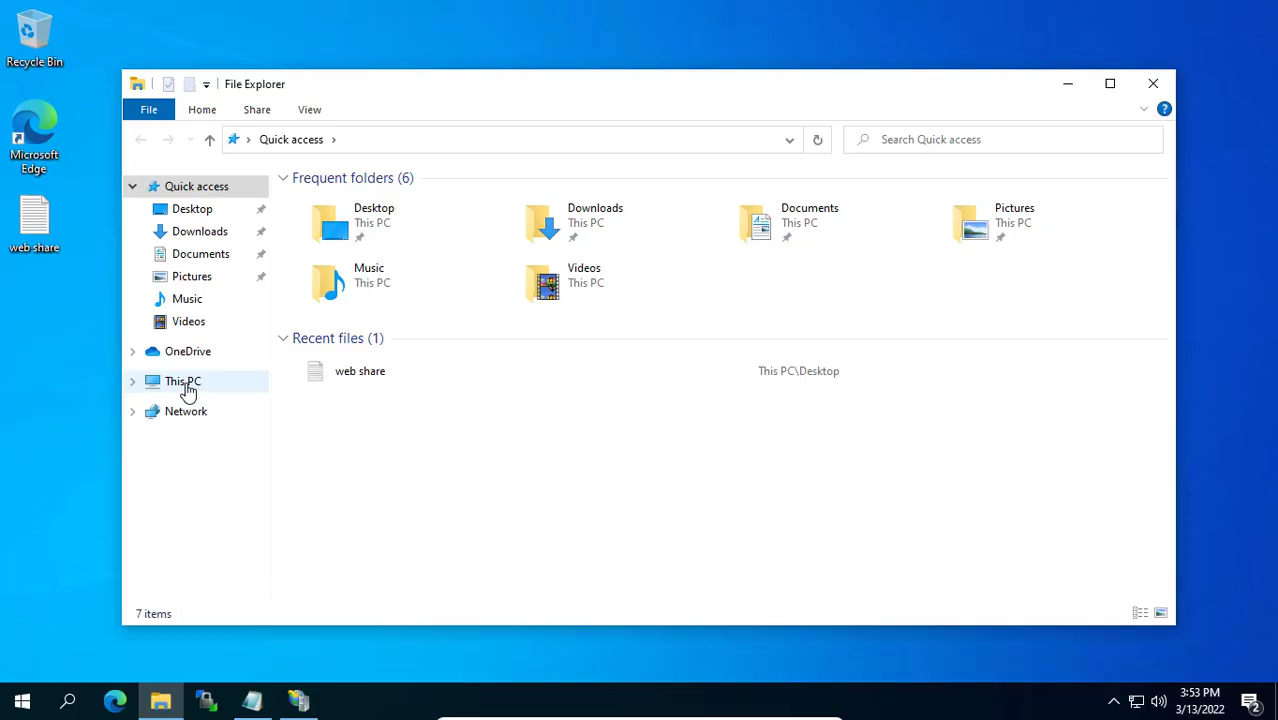 Recycle Bin
Microsoft
Edge
web share
File Explorer
File
Home
Share
View
Quick access
Search Quick access
Quick access
Desktop
Downloads
Documents
Pictures
Music
Videos
OneDrive
This PC
Network
Frequent folders (6)
Desktop
This PC
Downloads
This PC
Documents
This PC
Pictures
This PC
Music
This PC
Videos
This PC
Recent files (1)
web share
This PC\Desktop
7 items
3:53 PM
3/13/2022
2